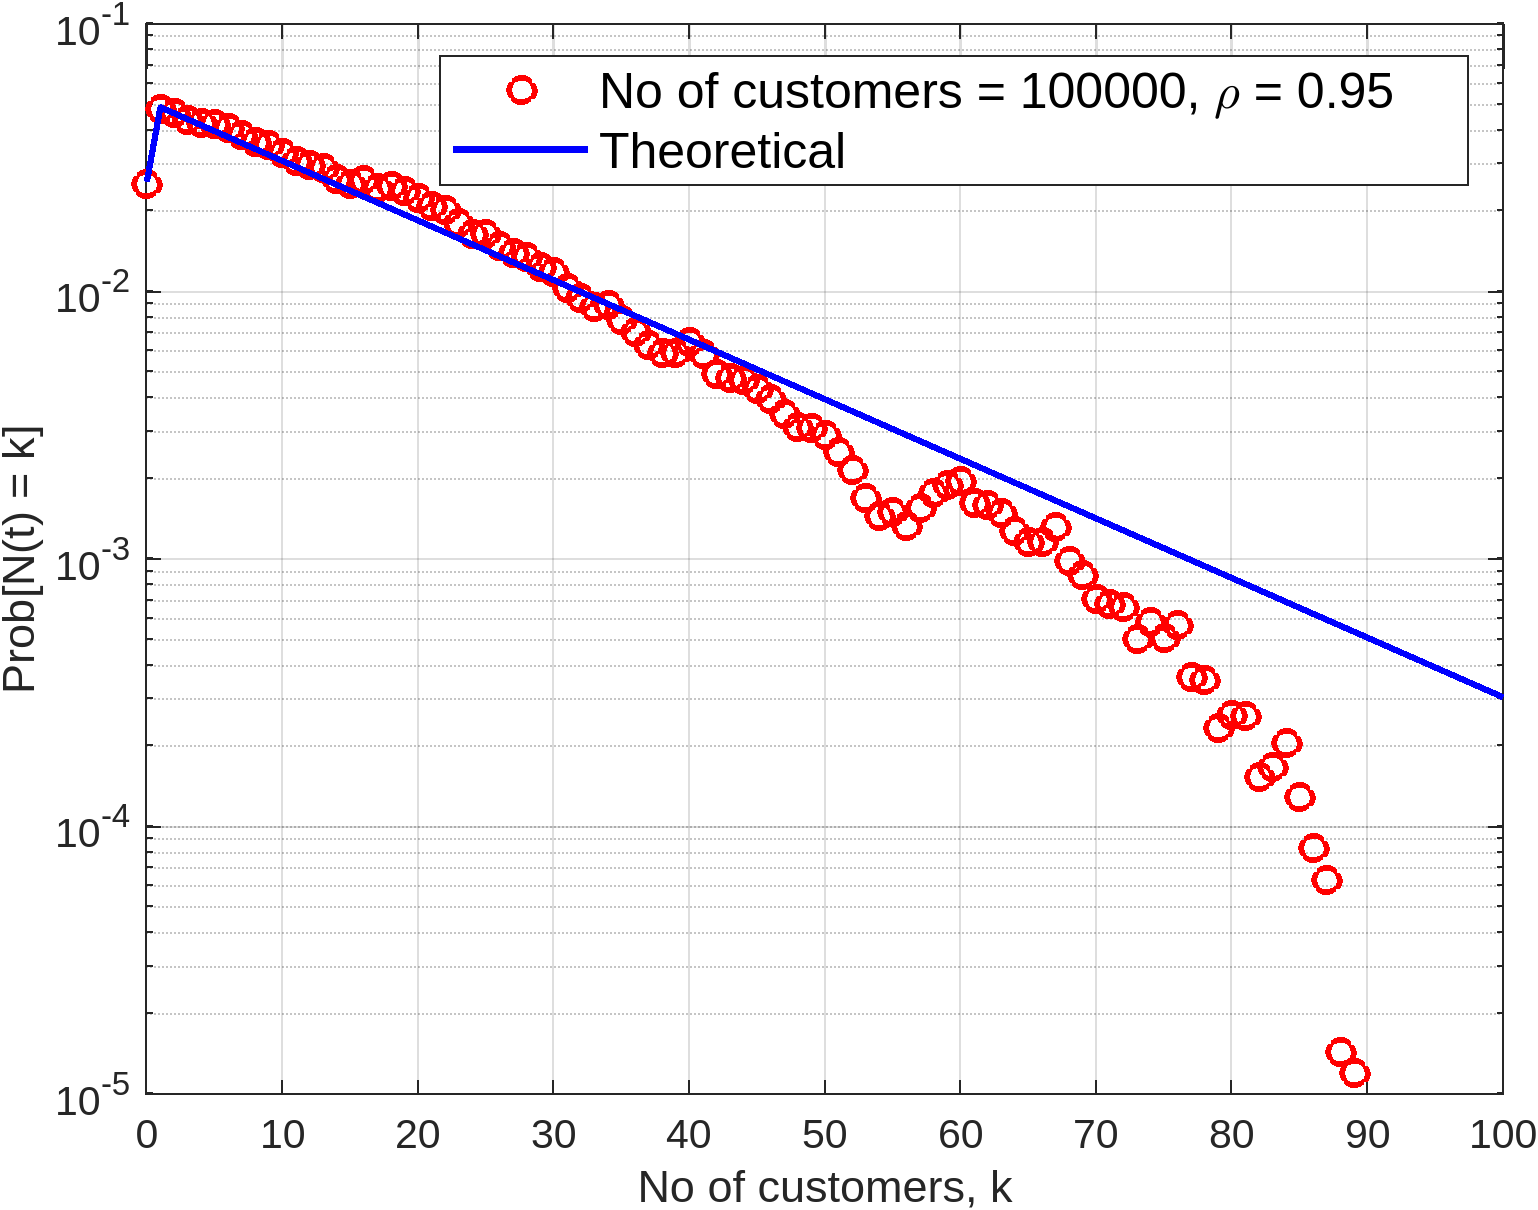 No of customers = 100000, ρ = 0.95
Theoretical
10^-1
10^-2
10^-3
10^-4
10^-5
Prob[N(t) = k]
0 10 20 30 40 50 60 70 80 90 100
No of customers, k